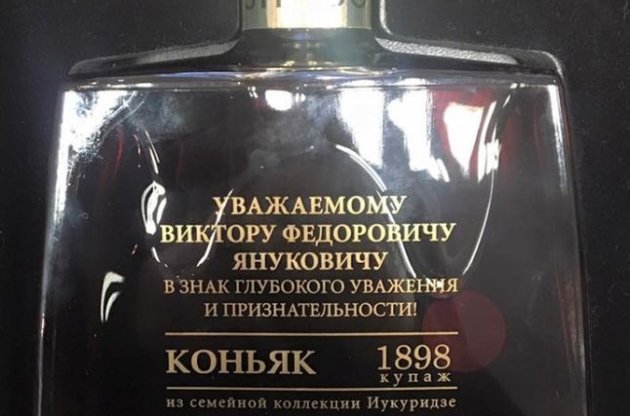 УВАЖАЕМОМУ
ВИКТОРУ ФЕДОРОВИЧУ
ЯНУКОВИЧУ
В ЗНАК ГЛУБОКОГО УВАЖЕНИЯ
И ПРИЗНАТЕЛЬНОСТИ!
КОНЬЯК 1898
купаж
из семейной коллекции Иукуридзе